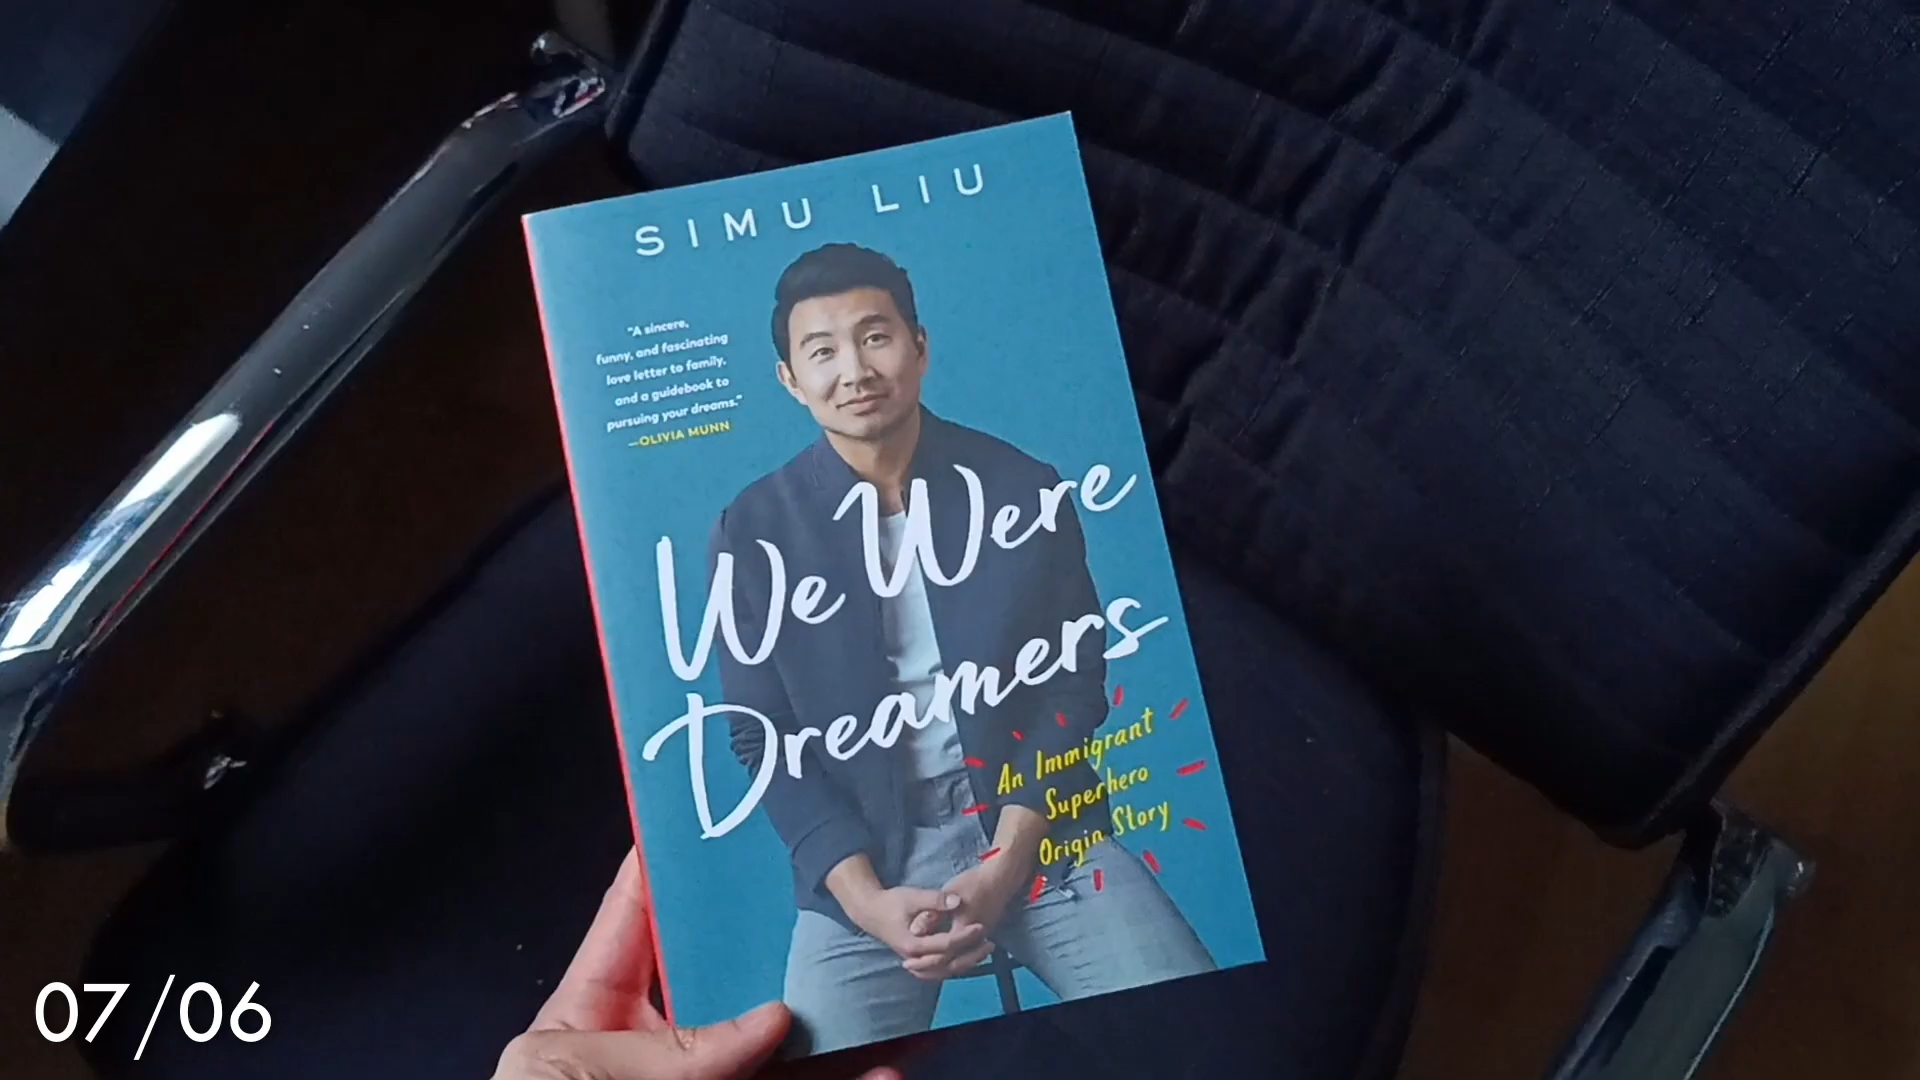 SIMU LIU
"A sincere,
funny, and fascinating
love letter to family,
and a guidebook to
pursuing your dreams."
—OLIVIA MUNN
We Were
Dreamers
An Immigrant
Superhero
Origin Story
07/06